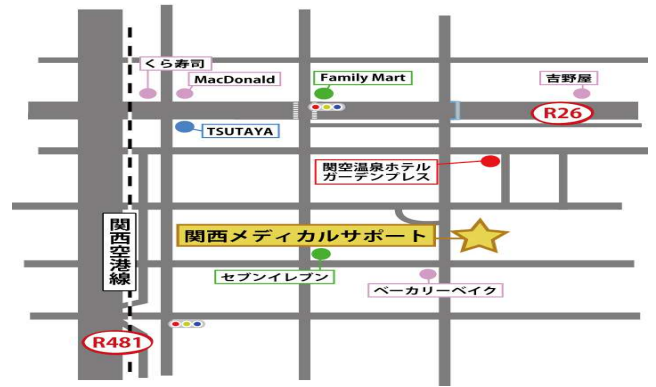 くら寿司
MacDonald
Family Mart
吉野屋
R26
TSUTAYA
関空温泉ホテル
ガーデンプレス
関西空港線
関西メディカルサポート
セブンイレブン
ベーカリーベイク
R481